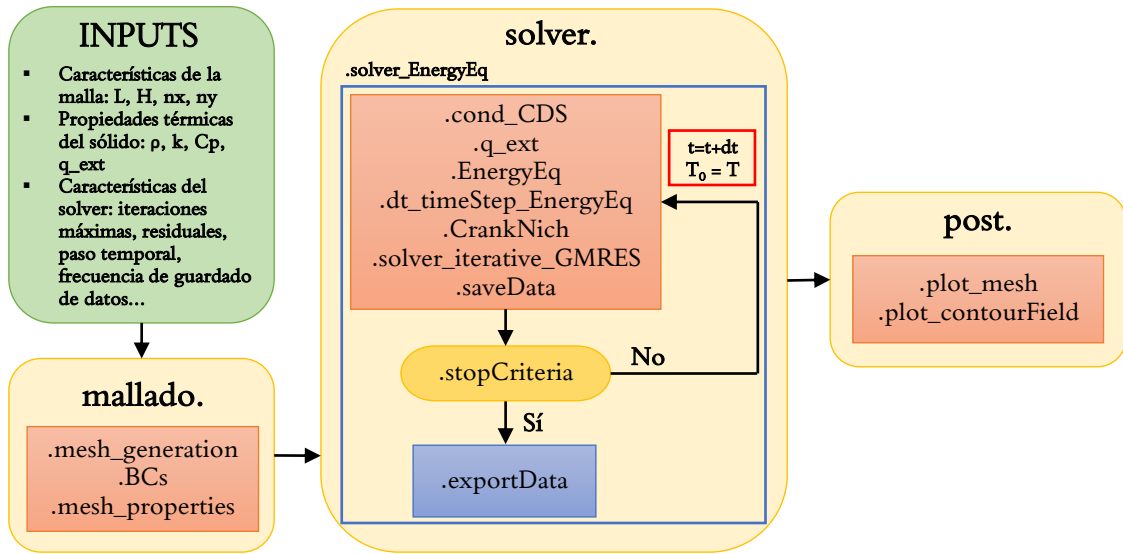 INPUTS
▪ Características de la
malla: L, H, nx, ny
▪ Propiedades térmicas
del sólido: ρ, k, Cp,
q_ext
▪ Características del
solver: iteraciones
máximas, residuales,
paso temporal,
frecuencia de guardado
de datos...
mallado.
.mesh_generation
.BCs
.mesh_properties
solver.
.solver_EnergyEq
.cond_CDS
.q_ext
.EnergyEq
.dt_timeStep_EnergyEq
.CrankNich
.solver_iterative_GMRES
.saveData
t=t+dt
T₀ = T
.stopCriteria
No
Sí
.exportData
post.
.plot_mesh
.plot_contourField